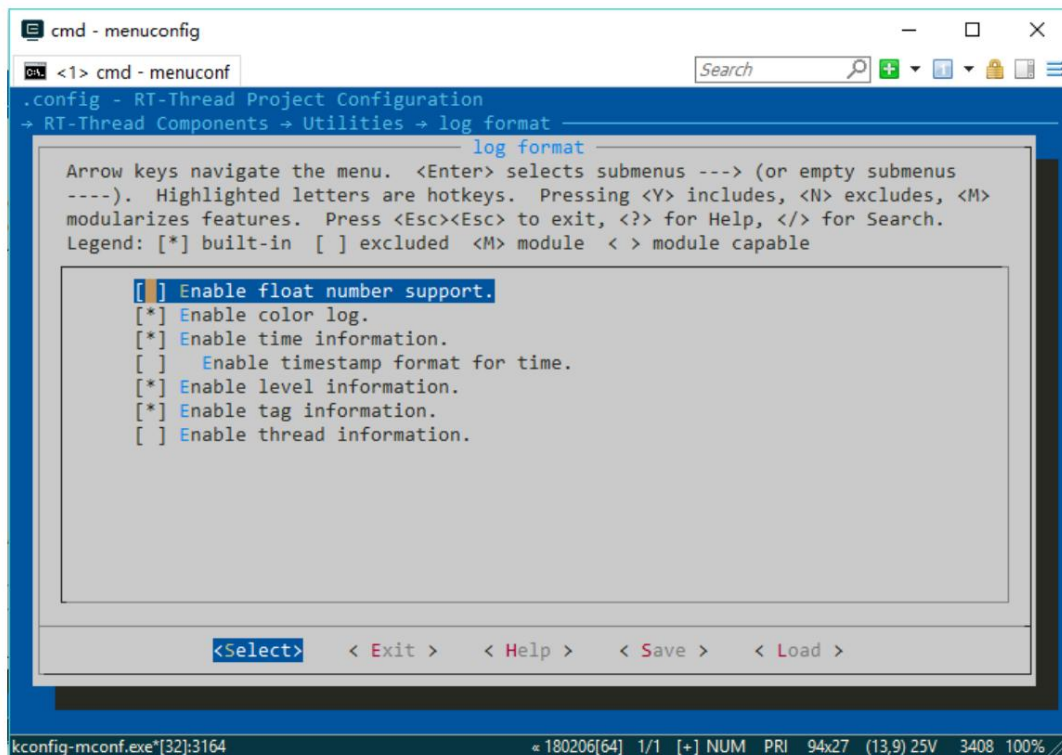 cmd - menuconfig
<1> cmd - menuconf
Search
.config - RT-Thread Project Configuration
→ RT-Thread Components → Utilities → log format
log format
Arrow keys navigate the menu. <Enter> selects submenus ---> (or empty submenus
----). Highlighted letters are hotkeys. Pressing <Y> includes, <N> excludes, <M>
modularizes features. Press <Esc><Esc> to exit, <?> for Help, </> for Search.
Legend: [*] built-in [ ] excluded <M> module < > module capable
[ ] Enable float number support.
[*] Enable color log.
[*] Enable time information.
[ ] Enable timestamp format for time.
[*] Enable level information.
[*] Enable tag information.
[ ] Enable thread information.
<Select> < Exit > < Help > < Save > < Load >
kconfig-mconf.exe*[32]:3164 « 180206[64] 1/1 [+] NUM PRI 94x27 (13,9) 25V 3408 100%